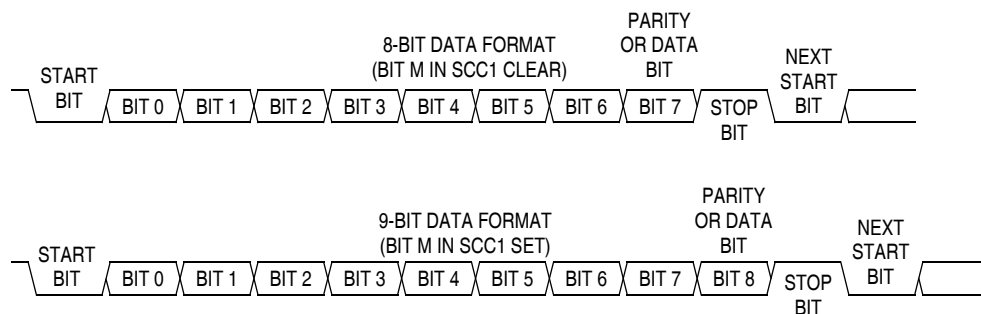 8-BIT DATA FORMAT
(BIT M IN SCC1 CLEAR)
PARITY
OR DATA
BIT
START
BIT
BIT 0 BIT 1 BIT 2 BIT 3 BIT 4 BIT 5 BIT 6 BIT 7
STOP
BIT
NEXT
START
BIT
9-BIT DATA FORMAT
(BIT M IN SCC1 SET)
PARITY
OR DATA
BIT
START
BIT
BIT 0 BIT 1 BIT 2 BIT 3 BIT 4 BIT 5 BIT 6 BIT 7 BIT 8
STOP
BIT
NEXT
START
BIT